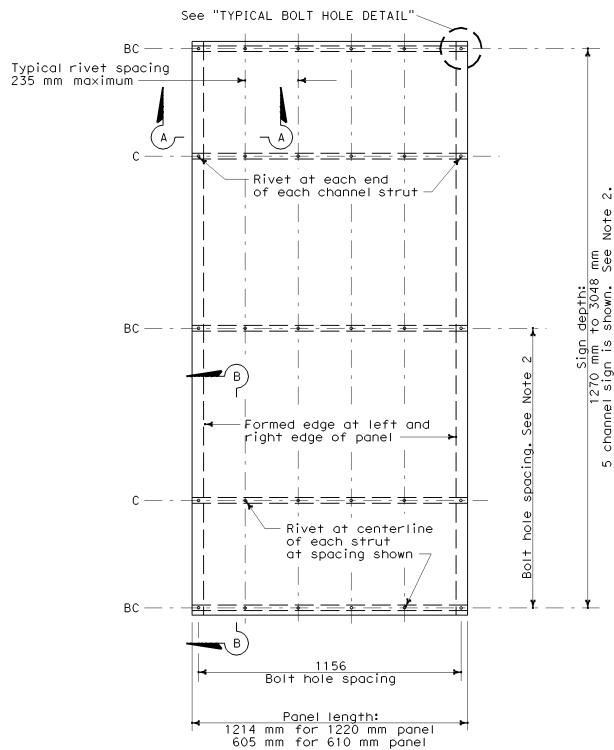 See "TYPICAL BOLT HOLE DETAIL"
BC
Typical rivet spacing
235 mm maximum
A
A
C
Rivet at each end
of each channel strut
BC
B
Formed edge at left and
right edge of panel
C
Rivet at centerline
of each strut
at spacing shown
BC
B
Bolt hole spacing. See Note 2
Sign depth:
1270 mm to 3048 mm
5 channel sign is shown. See Note 2.
1156
Bolt hole spacing
Panel length:
1214 mm for 1220 mm panel
605 mm for 610 mm panel